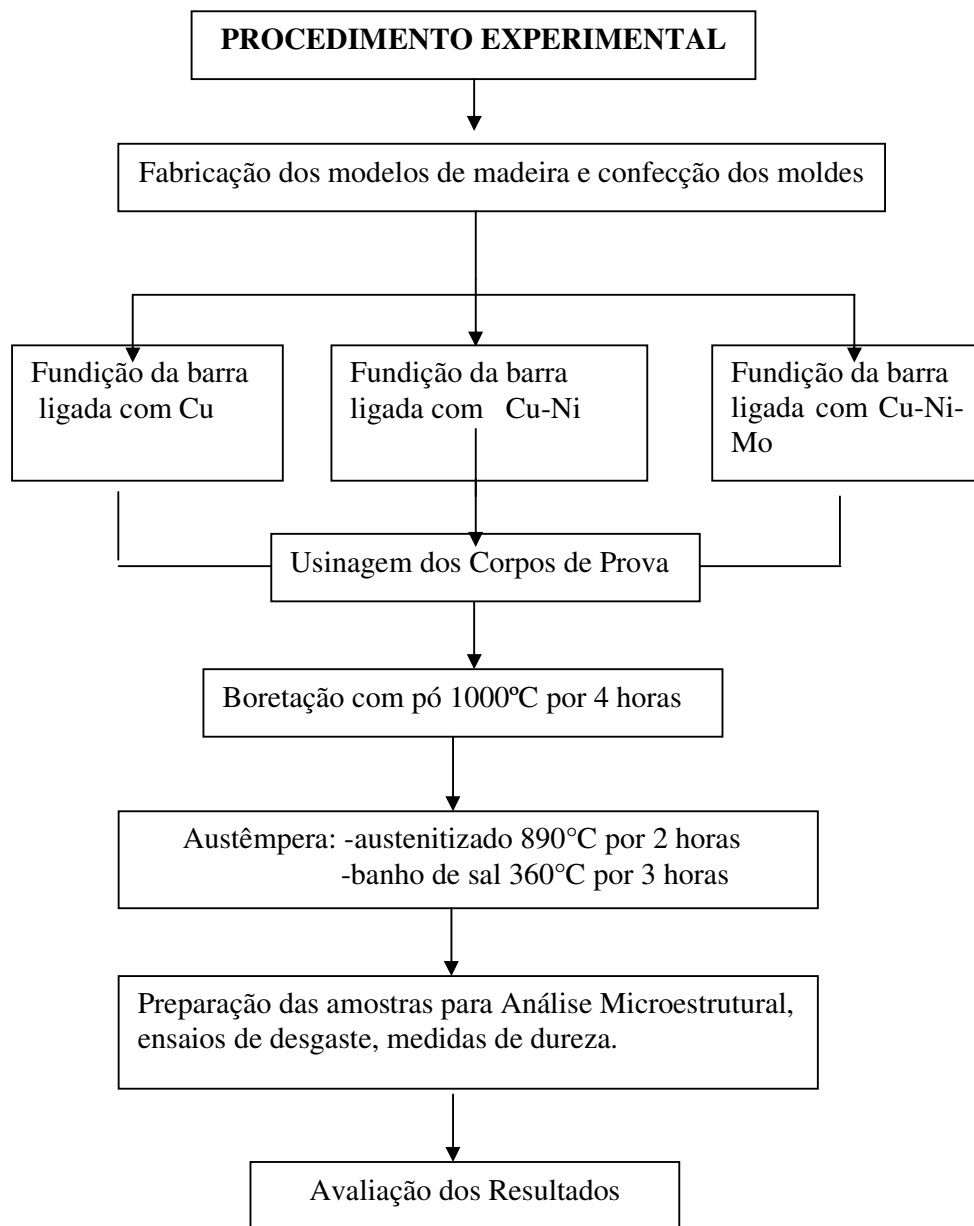 PROCEDIMENTO EXPERIMENTAL
Fabricação dos modelos de madeira e confecção dos moldes
Fundição da barra
ligada com Cu
Fundição da barra
ligada com Cu-Ni
Fundição da barra
ligada com Cu-Ni-
Mo
Usinagem dos Corpos de Prova
Boretação com pó 1000ºC por 4 horas
Austêmpera: -austenitizado 890°C por 2 horas
-banho de sal 360°C por 3 horas
Preparação das amostras para Análise Microestrutural,
ensaios de desgaste, medidas de dureza.
Avaliação dos Resultados